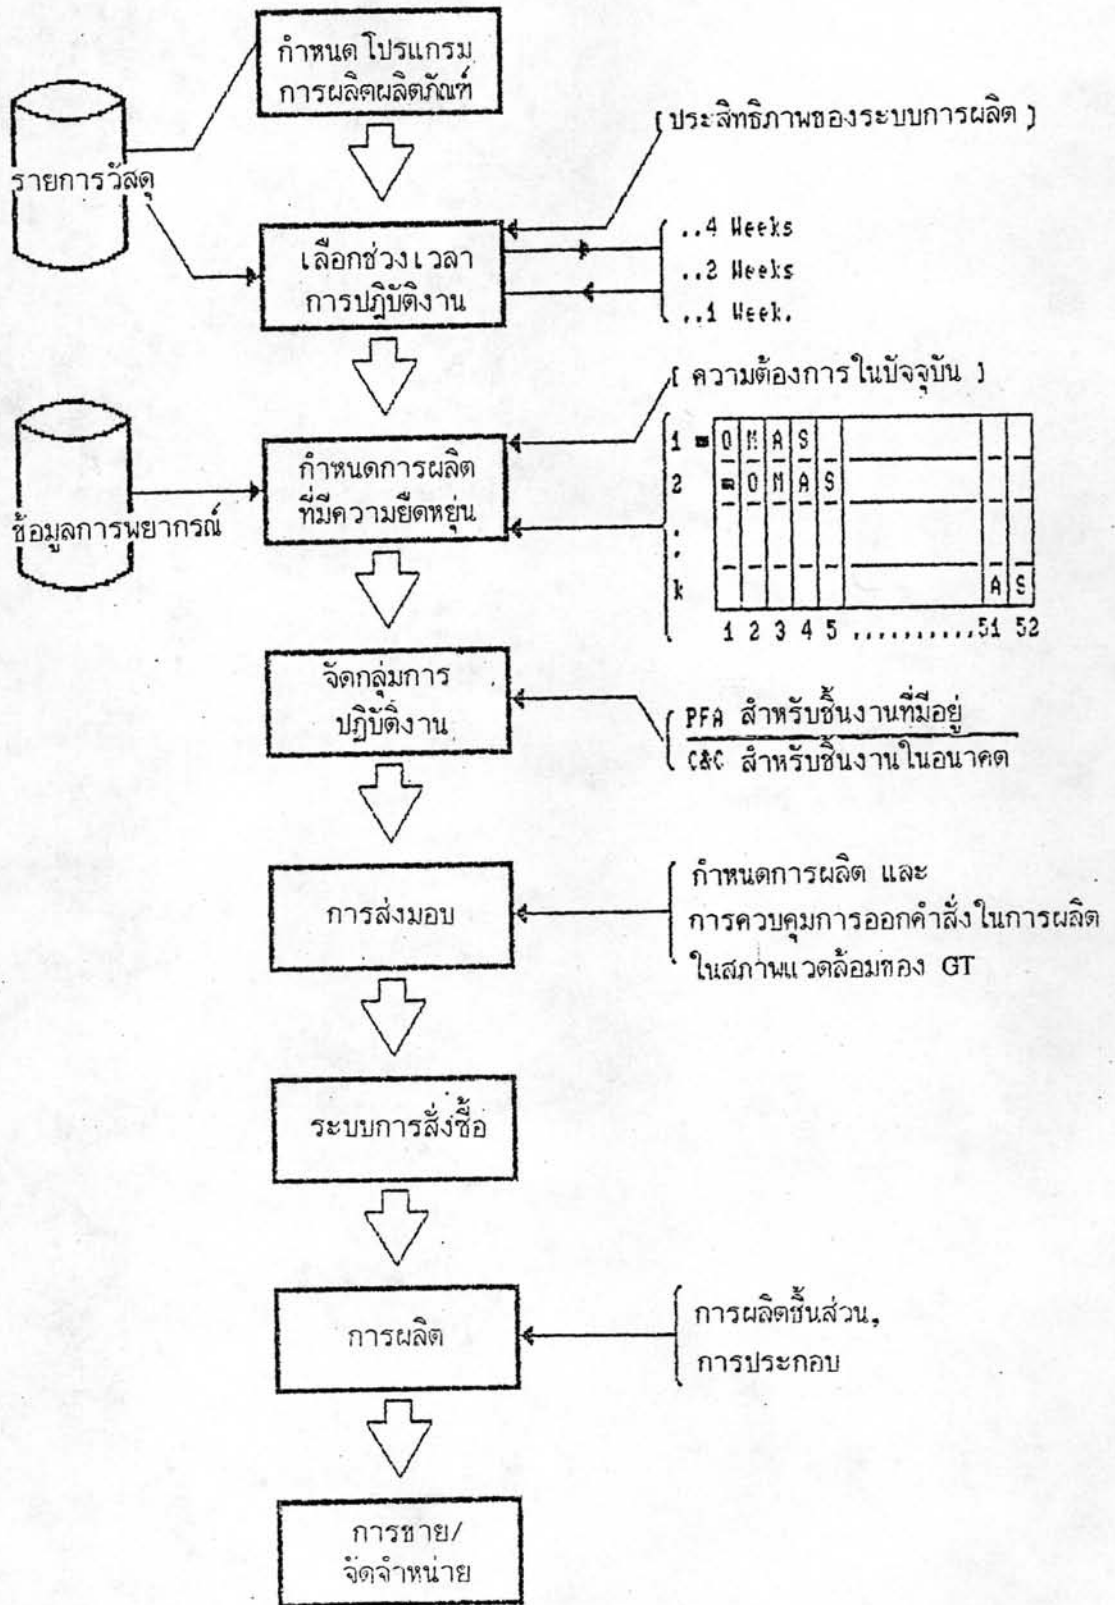 กำหนดโปรแกรม
การผลิตผลิตภัณฑ์
รายการวัสดุ
[ประสิทธิภาพของระบบการผลิต]
เลือกช่วงเวลา
การปฏิบัติงาน
..4 Weeks
..2 Weeks
..1 Week.
[ ความต้องการในปัจจุบัน ]
ข้อมูลการพยากรณ์
กำหนดการผลิต
ที่มีความยืดหยุ่น
1 = O M A S
2 = O M A S
:
k A S
1 2 3 4 5 ..........51 52
จัดกลุ่มการ
ปฏิบัติงาน
PFA สำหรับชิ้นงานที่มีอยู่
C&C สำหรับชิ้นงานในอนาคต
การส่งมอบ
กำหนดการผลิต และ
การควบคุมการออกคำสั่งในการผลิต
ในสภาพแวดล้อมของ GT
ระบบการสั่งซื้อ
การผลิต
การผลิตชิ้นส่วน,
การประกอบ
การขาย/
จัดจำหน่าย